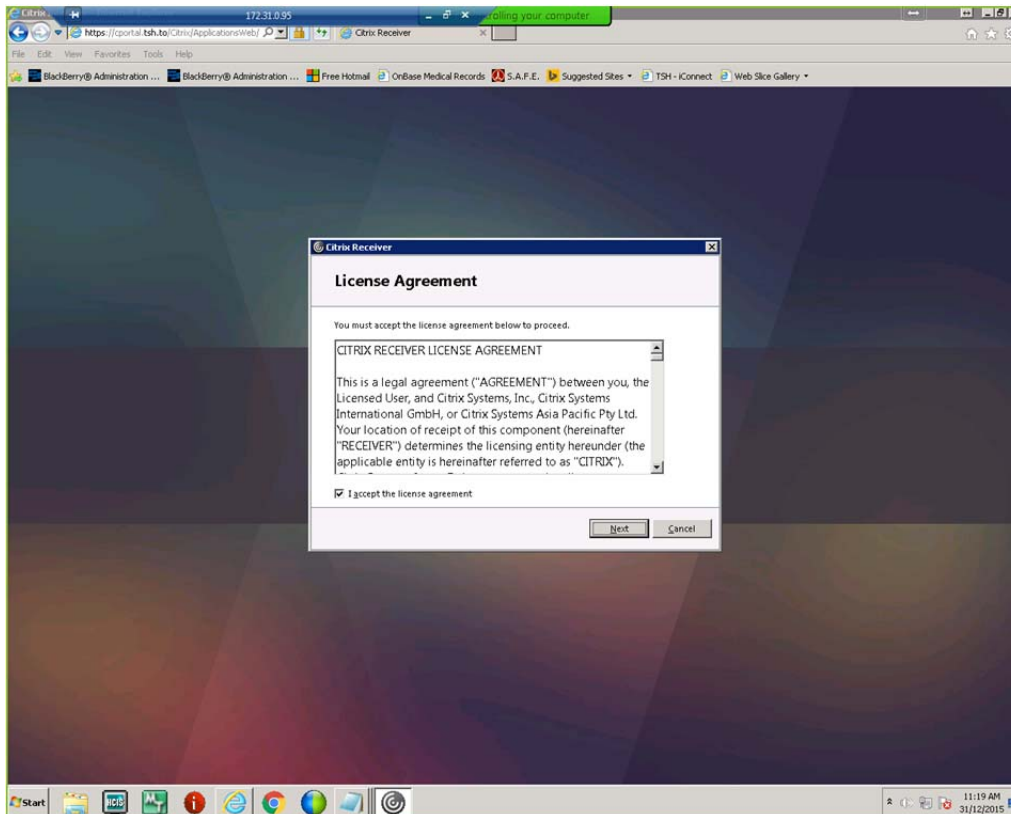 Citrix
172.31.0.95
rolling your computer
https://cportal.tsh.to/Citrix/ApplicationsWeb/
Citrix Receiver
File Edit View Favorites Tools Help
BlackBerry® Administration ... BlackBerry® Administration ... Free Hotmail OnBase Medical Records S.A.F.E. Suggested Sites TSH - iConnect Web Slice Gallery
Citrix Receiver
License Agreement
You must accept the license agreement below to proceed.
CITRIX RECEIVER LICENSE AGREEMENT
This is a legal agreement ("AGREEMENT") between you, the
Licensed User, and Citrix Systems, Inc., Citrix Systems
International GmbH, or Citrix Systems Asia Pacific Pty Ltd.
Your location of receipt of this component (hereinafter
"RECEIVER") determines the licensing entity hereunder (the
applicable entity is hereinafter referred to as "CITRIX").
I accept the license agreement
Next Cancel
Start HCIS 11:19 AM
31/12/2015